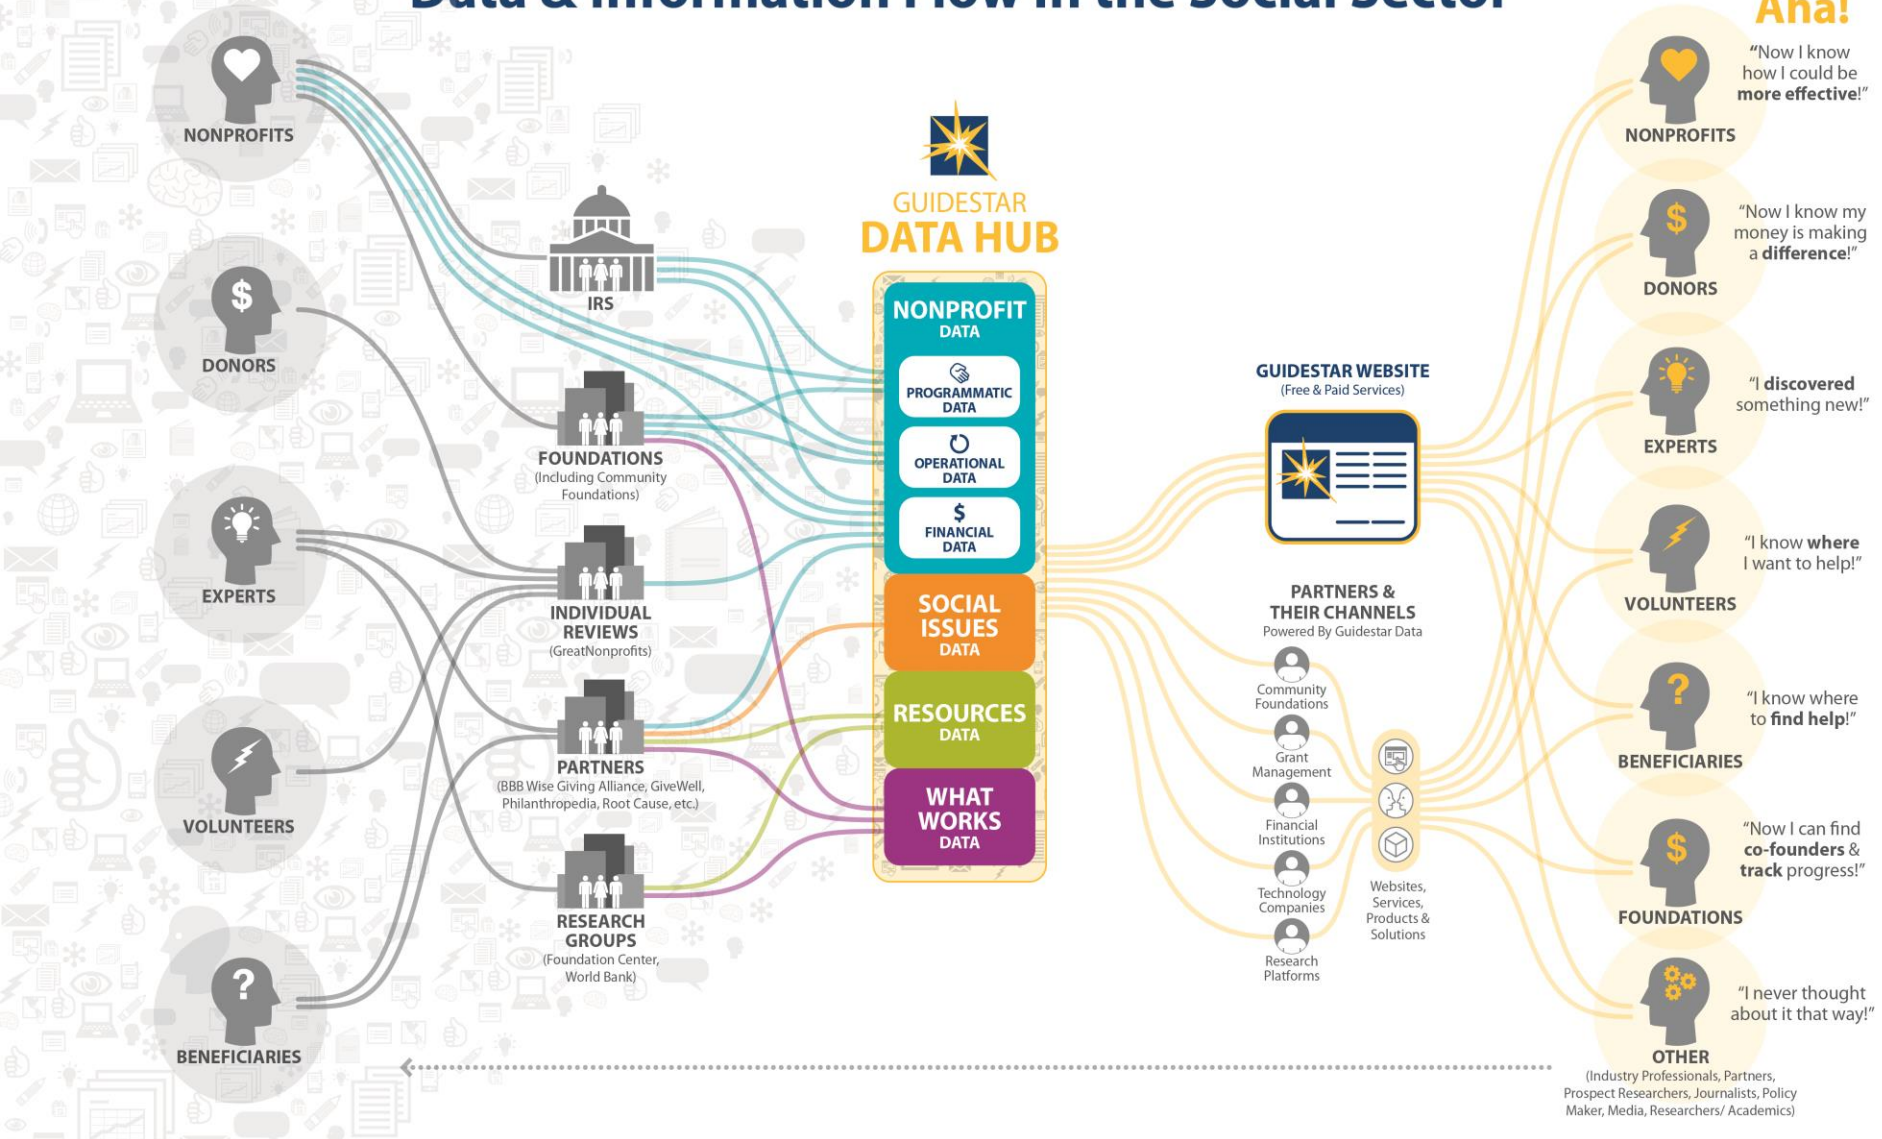 Data & Information Flow in the Social Sector
Aha!
NONPROFITS
DONORS
EXPERTS
VOLUNTEERS
BENEFICIARIES
IRS
FOUNDATIONS
(Including Community
Foundations)
INDIVIDUAL
REVIEWS
(GreatNonprofits)
PARTNERS
(BBB Wise Giving Alliance, GiveWell,
Philanthropedia, Root Cause, etc.)
RESEARCH
GROUPS
(Foundation Center,
World Bank)
GUIDESTAR
DATA HUB
NONPROFIT
DATA
PROGRAMMATIC
DATA
OPERATIONAL
DATA
$
FINANCIAL
DATA
SOCIAL
ISSUES
DATA
RESOURCES
DATA
WHAT
WORKS
DATA
GUIDESTAR WEBSITE
(Free & Paid Services)
PARTNERS &
THEIR CHANNELS
Powered By Guidestar Data
Community
Foundations
Grant
Management
Financial
Institutions
Technology
Companies
Research
Platforms
Websites,
Services,
Products &
Solutions
NONPROFITS
“Now I know
how I could be
more effective!”
$
DONORS
“Now I know my
money is making
a difference!”
EXPERTS
“I discovered
something new!”
VOLUNTEERS
“I know where
I want to help!”
?
BENEFICIARIES
“I know where
to find help!”
$
FOUNDATIONS
“Now I can find
co-founders &
track progress!”
OTHER
(Industry Professionals, Partners,
Prospect Researchers, Journalists, Policy
Maker, Media, Researchers/ Academics)
“I never thought
about it that way!”